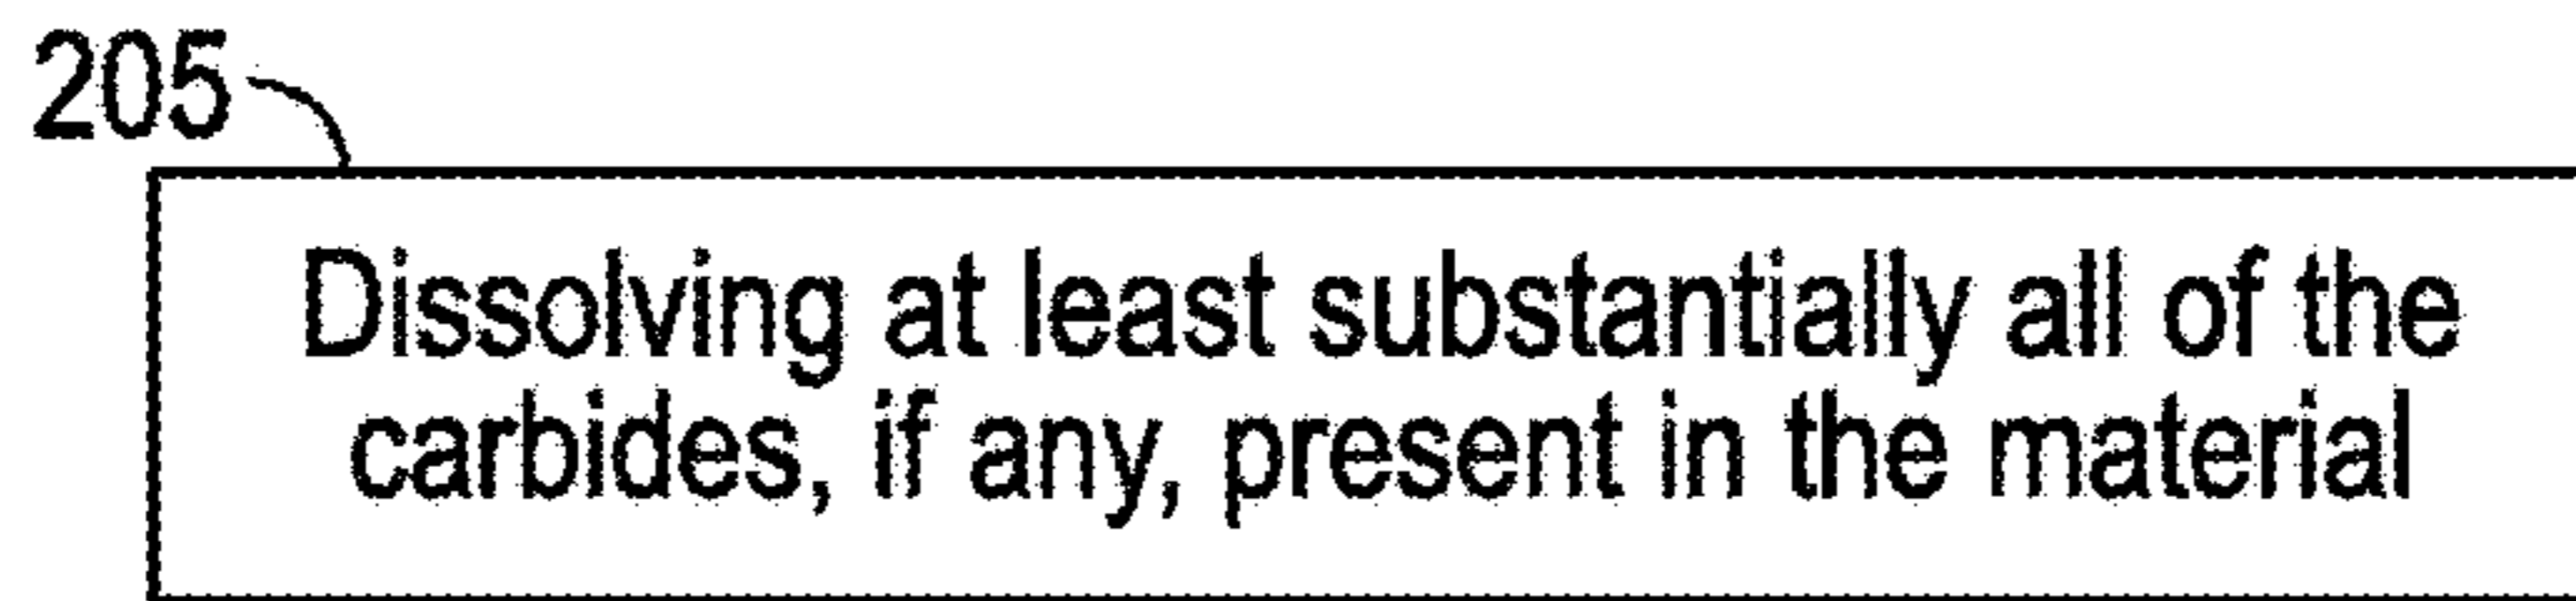 205
Dissolving at least substantially all of the
carbides, if any, present in the material